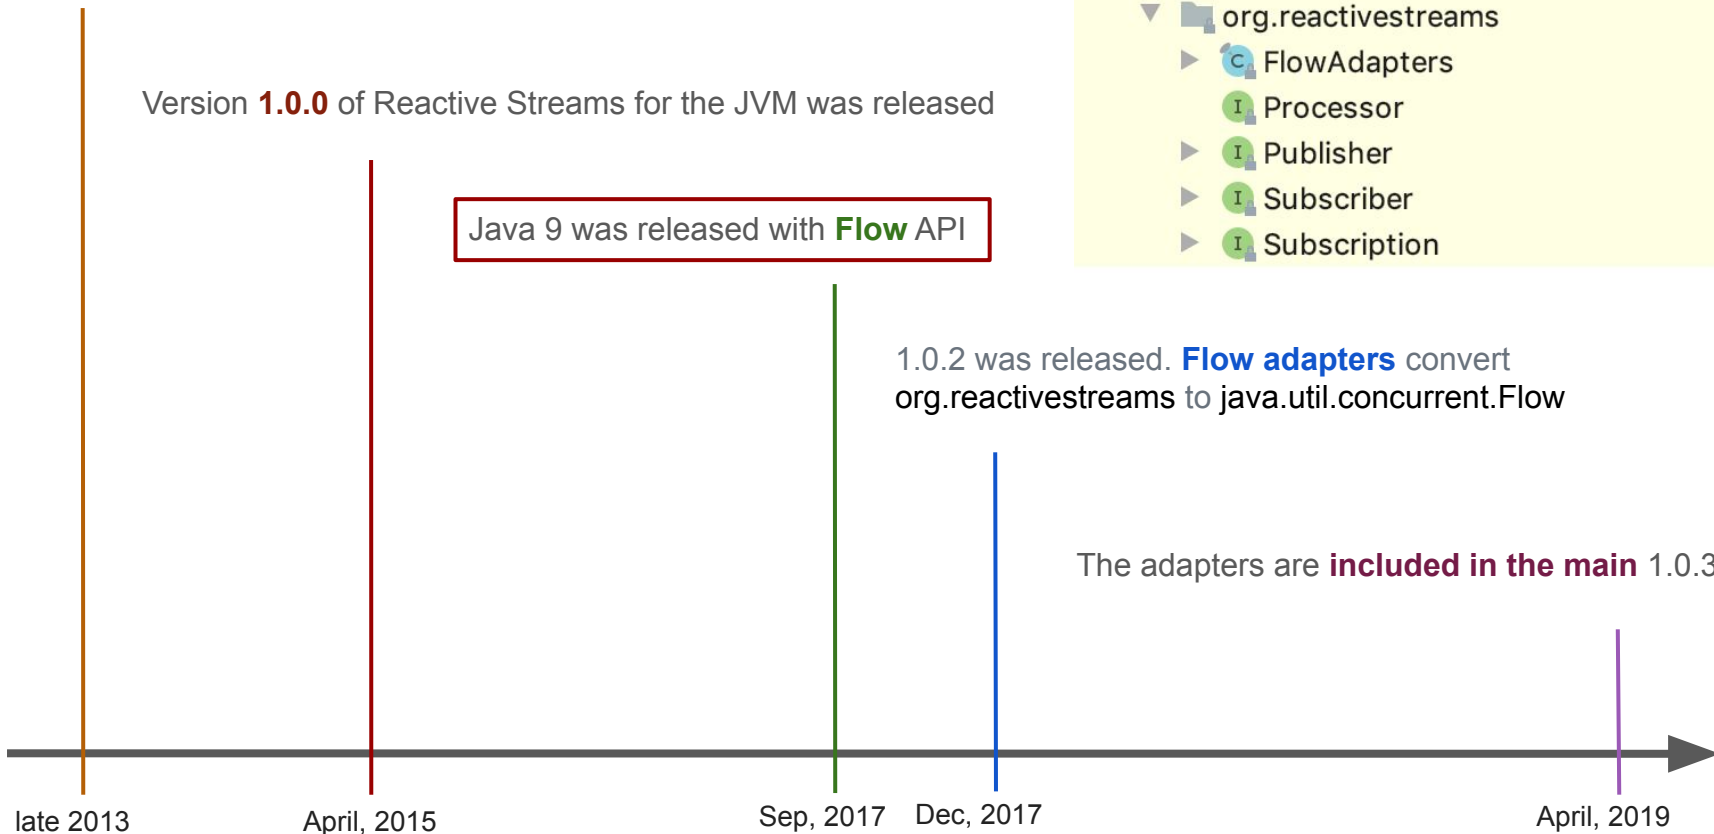 org.reactivestreams
C FlowAdapters
I Processor
I Publisher
I Subscriber
I Subscription
Version 1.0.0 of Reactive Streams for the JVM was released
Java 9 was released with Flow API
1.0.2 was released. Flow adapters convert
org.reactivestreams to java.util.concurrent.Flow
The adapters are included in the main 1.0.3
late 2013
April, 2015
Sep, 2017
Dec, 2017
April, 2019